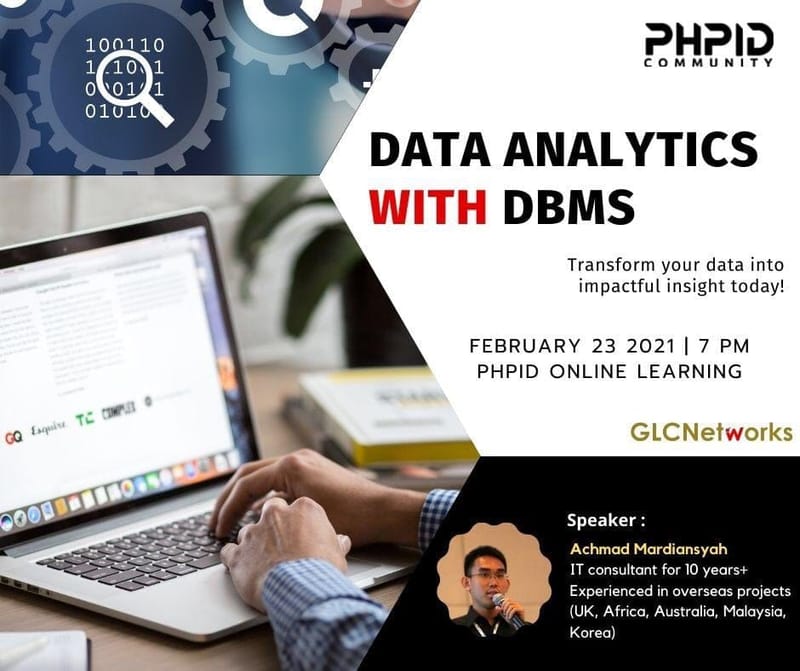 100110
PHPID
COMMUNITY
DATA ANALYTICS
WITH DBMS
Transform your data into
impactful insight today!
FEBRUARY 23 2021 | 7 PM
PHPID ONLINE LEARNING
GLCNetworks
GQ Esquire TC COMPLEX
Speaker :
Achmad Mardiansyah
IT consultant for 10 years+
Experienced in overseas projects
(UK, Africa, Australia, Malaysia,
Korea)